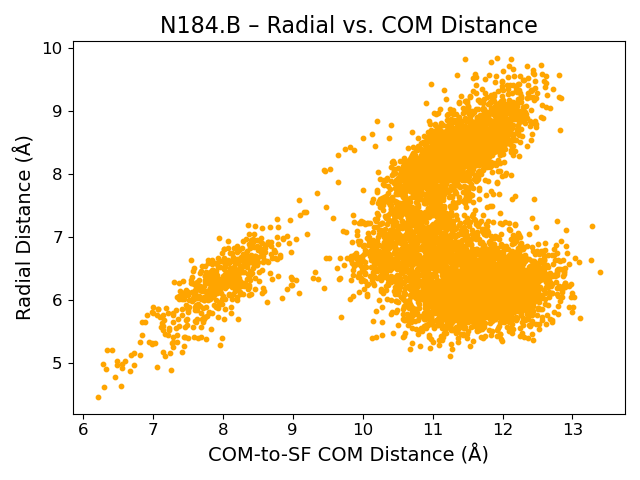 N184.B – Radial vs. COM Distance
Radial Distance (Å)
10
9
8
7
6
5
6 7 8 9 10 11 12 13
COM-to-SF COM Distance (Å)